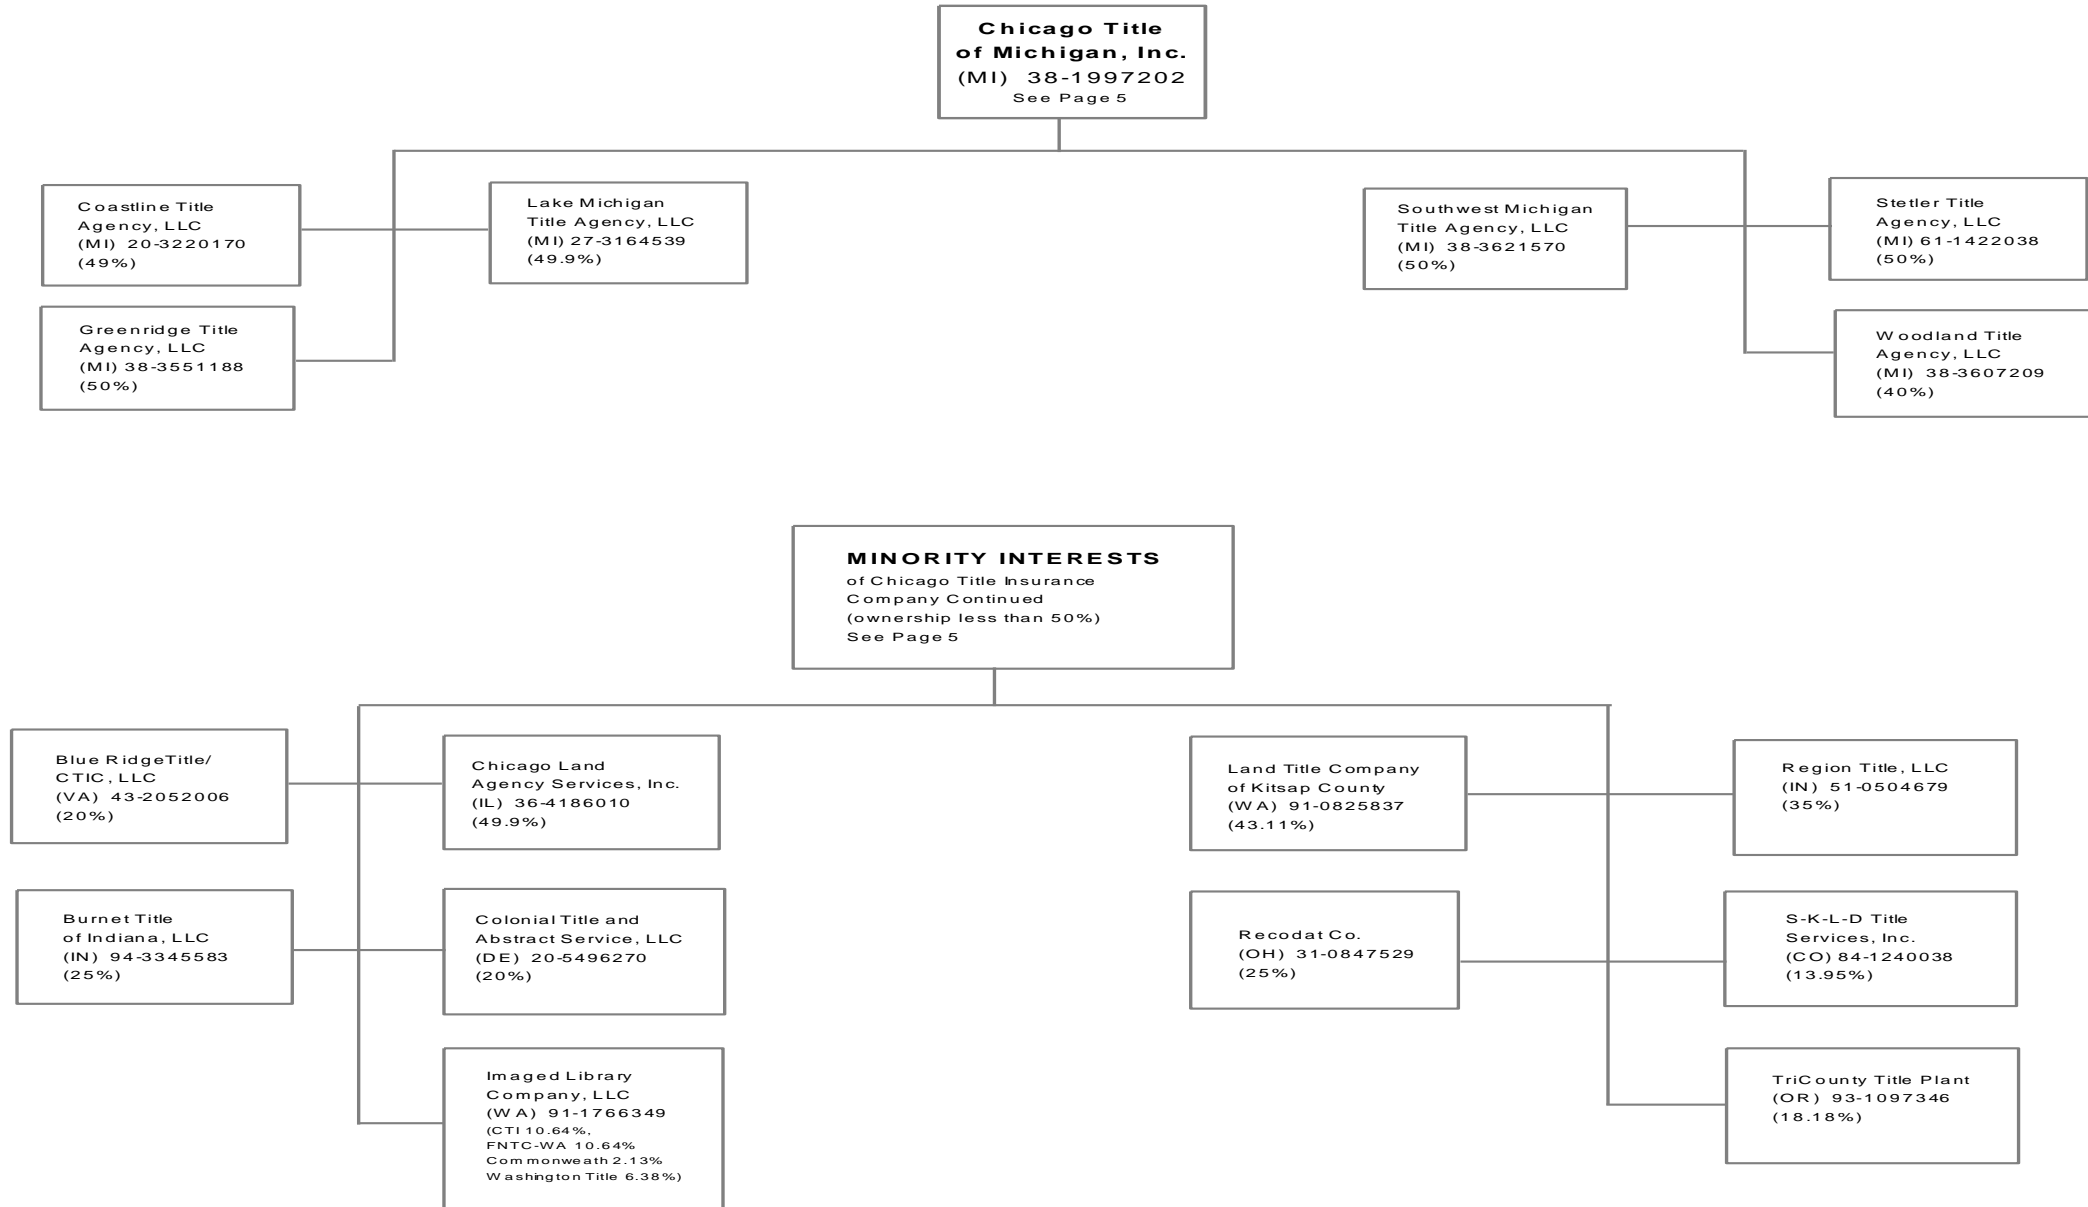 Chicago Title
of Michigan, Inc.
(MI) 38-1997202
See Page 5
Coastline Title
Agency, LLC
(MI) 20-3220170
(49%)
Lake Michigan
Title Agency, LLC
(MI) 27-3164539
(49.9%)
Southwest Michigan
Title Agency, LLC
(MI) 38-3621570
(50%)
Stetler Title
Agency, LLC
(MI) 61-1422038
(50%)
Greenridge Title
Agency, LLC
(MI) 38-3551188
(50%)
Woodland Title
Agency, LLC
(MI) 38-3607209
(40%)
MINORITY INTERESTS
of Chicago Title Insurance
Company Continued
(ownership less than 50%)
See Page 5
Blue RidgeTitle/
CTIC, LLC
(VA) 43-2052006
(20%)
Chicago Land
Agency Services, Inc.
(IL) 36-4186010
(49.9%)
Land Title Company
of Kitsap County
(WA) 91-0825837
(43.11%)
Region Title, LLC
(IN) 51-0504679
(35%)
Burnet Title
of Indiana, LLC
(IN) 94-3345583
(25%)
Colonial Title and
Abstract Service, LLC
(DE) 20-5496270
(20%)
Recodat Co.
(OH) 31-0847529
(25%)
S-K-L-D Title
Services, Inc.
(CO) 84-1240038
(13.95%)
Imaged Library
Company, LLC
(WA) 91-1766349
(CTI 10.64%,
FNTC-WA 10.64%
Commonweath 2.13%
Washington Title 6.38%)
TriCounty Title Plant
(OR) 93-1097346
(18.18%)